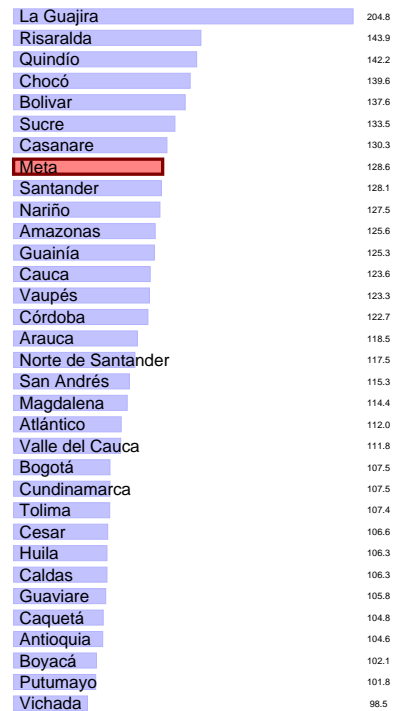 La Guajira 204.8
Risaralda 143.9
Quindío 142.2
Chocó 139.6
Bolivar 137.6
Sucre 133.5
Casanare 130.3
Meta 128.6
Santander 128.1
Nariño 127.5
Amazonas 125.6
Guainía 125.3
Cauca 123.6
Vaupés 123.3
Córdoba 122.7
Arauca 118.5
Norte de Santander 117.5
San Andrés 115.3
Magdalena 114.4
Atlántico 112.0
Valle del Cauca 111.8
Bogotá 107.5
Cundinamarca 107.5
Tolima 107.4
Cesar 106.6
Huila 106.3
Caldas 106.3
Guaviare 105.8
Caquetá 104.8
Antioquia 104.6
Boyacá 102.1
Putumayo 101.8
Vichada 98.5